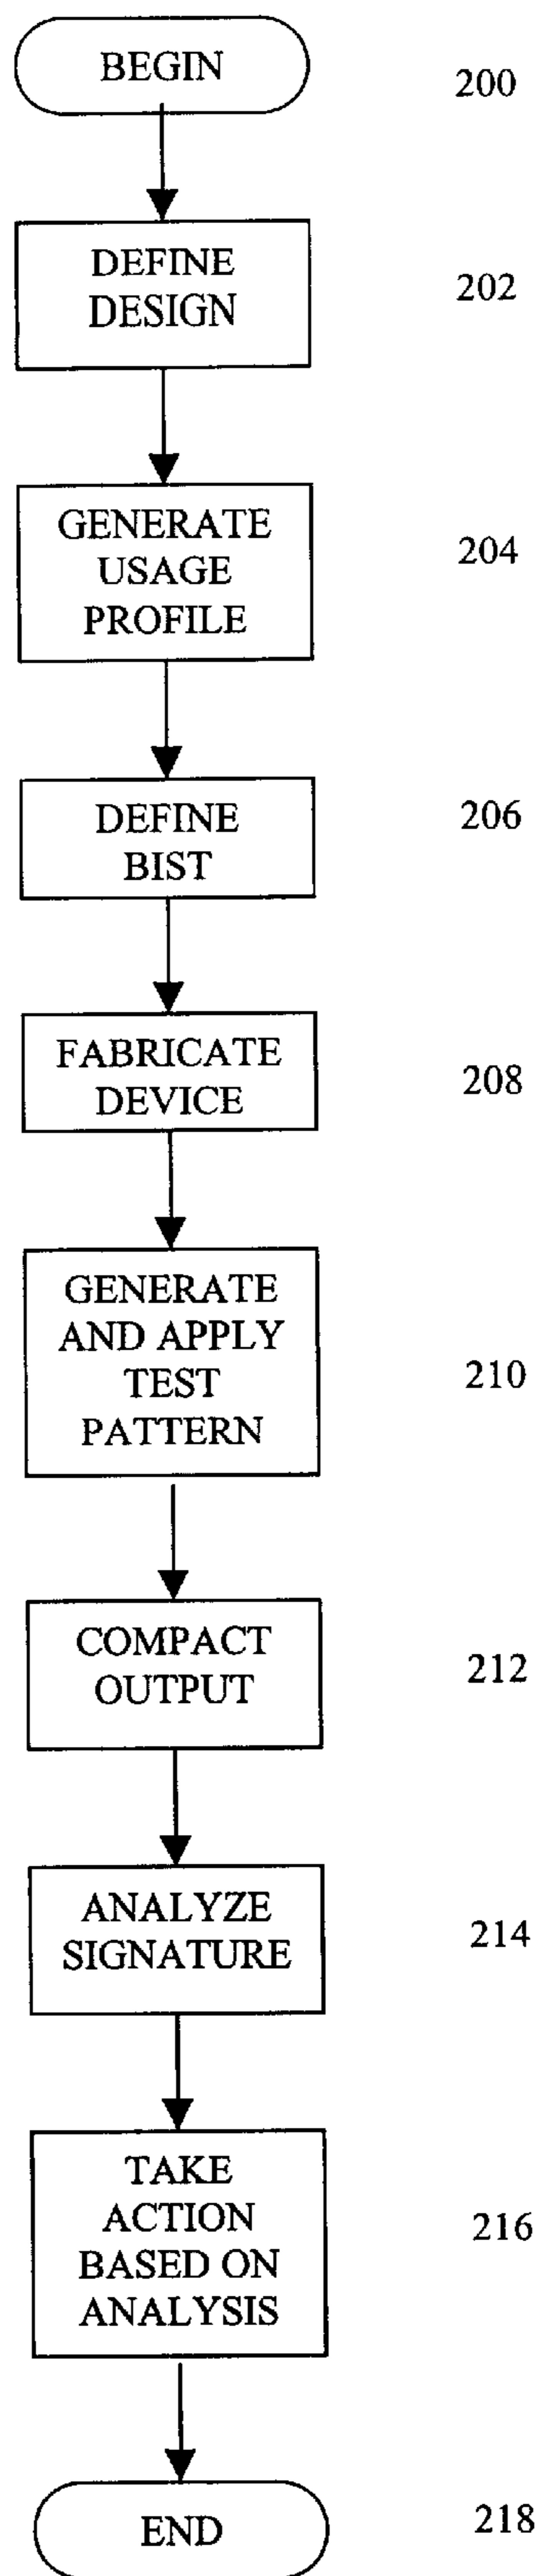 BEGIN
200
DEFINE
DESIGN
202
GENERATE
USAGE
PROFILE
204
DEFINE
BIST
206
FABRICATE
DEVICE
208
GENERATE
AND APPLY
TEST
PATTERN
210
COMPACT
OUTPUT
212
ANALYZE
SIGNATURE
214
TAKE
ACTION
BASED ON
ANALYSIS
216
END
218